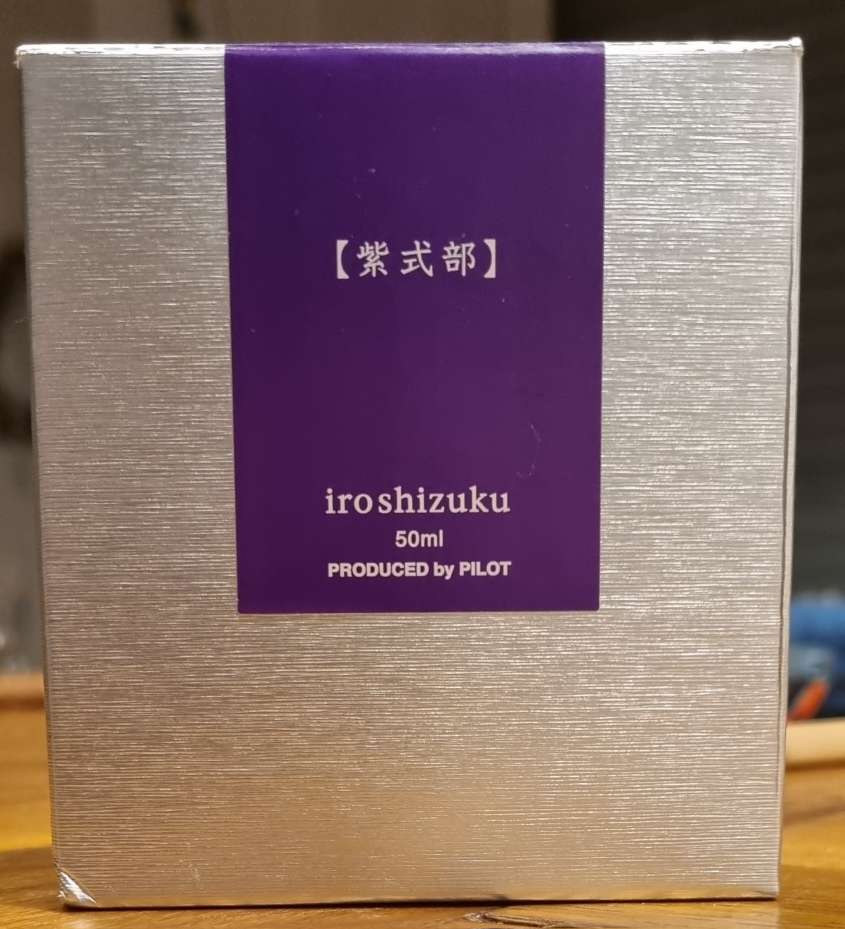 【紫式部】
iroshizuku
50ml
PRODUCED by PILOT